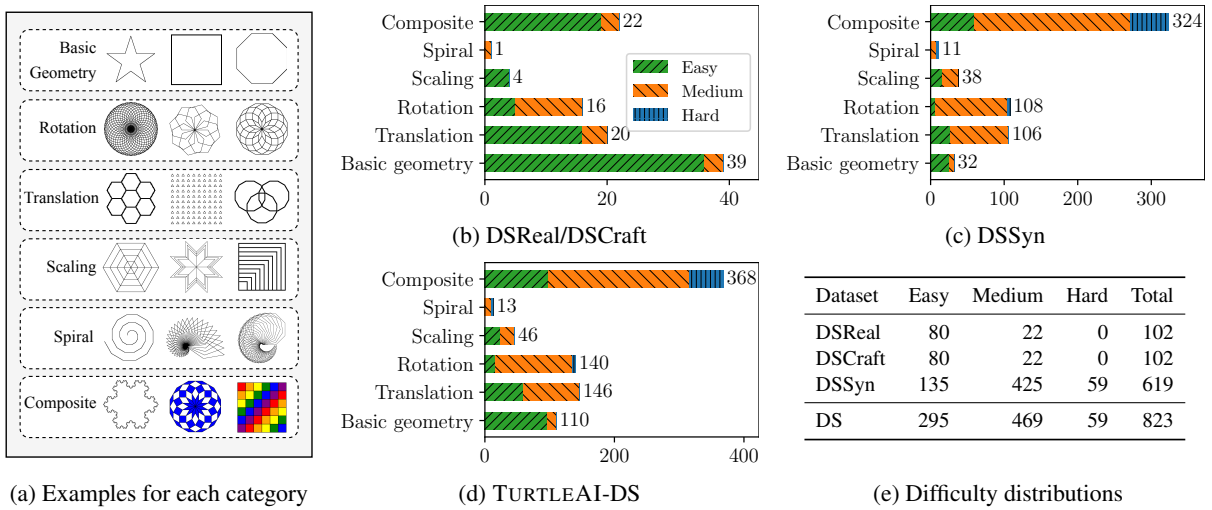 Basic
Geometry
Rotation
Translation
Scaling
Spiral
Composite
(a) Examples for each category
Composite 22
Spiral 1
Scaling 4
Rotation 16
Translation 20
Basic geometry 39
Easy
Medium
Hard
0 20 40
(b) DSReal/DSCraft
Composite 324
Spiral 11
Scaling 38
Rotation 108
Translation 106
Basic geometry 32
0 100 200 300
(c) DSSyn
Composite 368
Spiral 13
Scaling 46
Rotation 140
Translation 146
Basic geometry 110
0 200 400
(d) TURTLEAI-DS
Dataset Easy Medium Hard Total
DSReal 80 22 0 102
DSCraft 80 22 0 102
DSSyn 135 425 59 619
DS 295 469 59 823
(e) Difficulty distributions